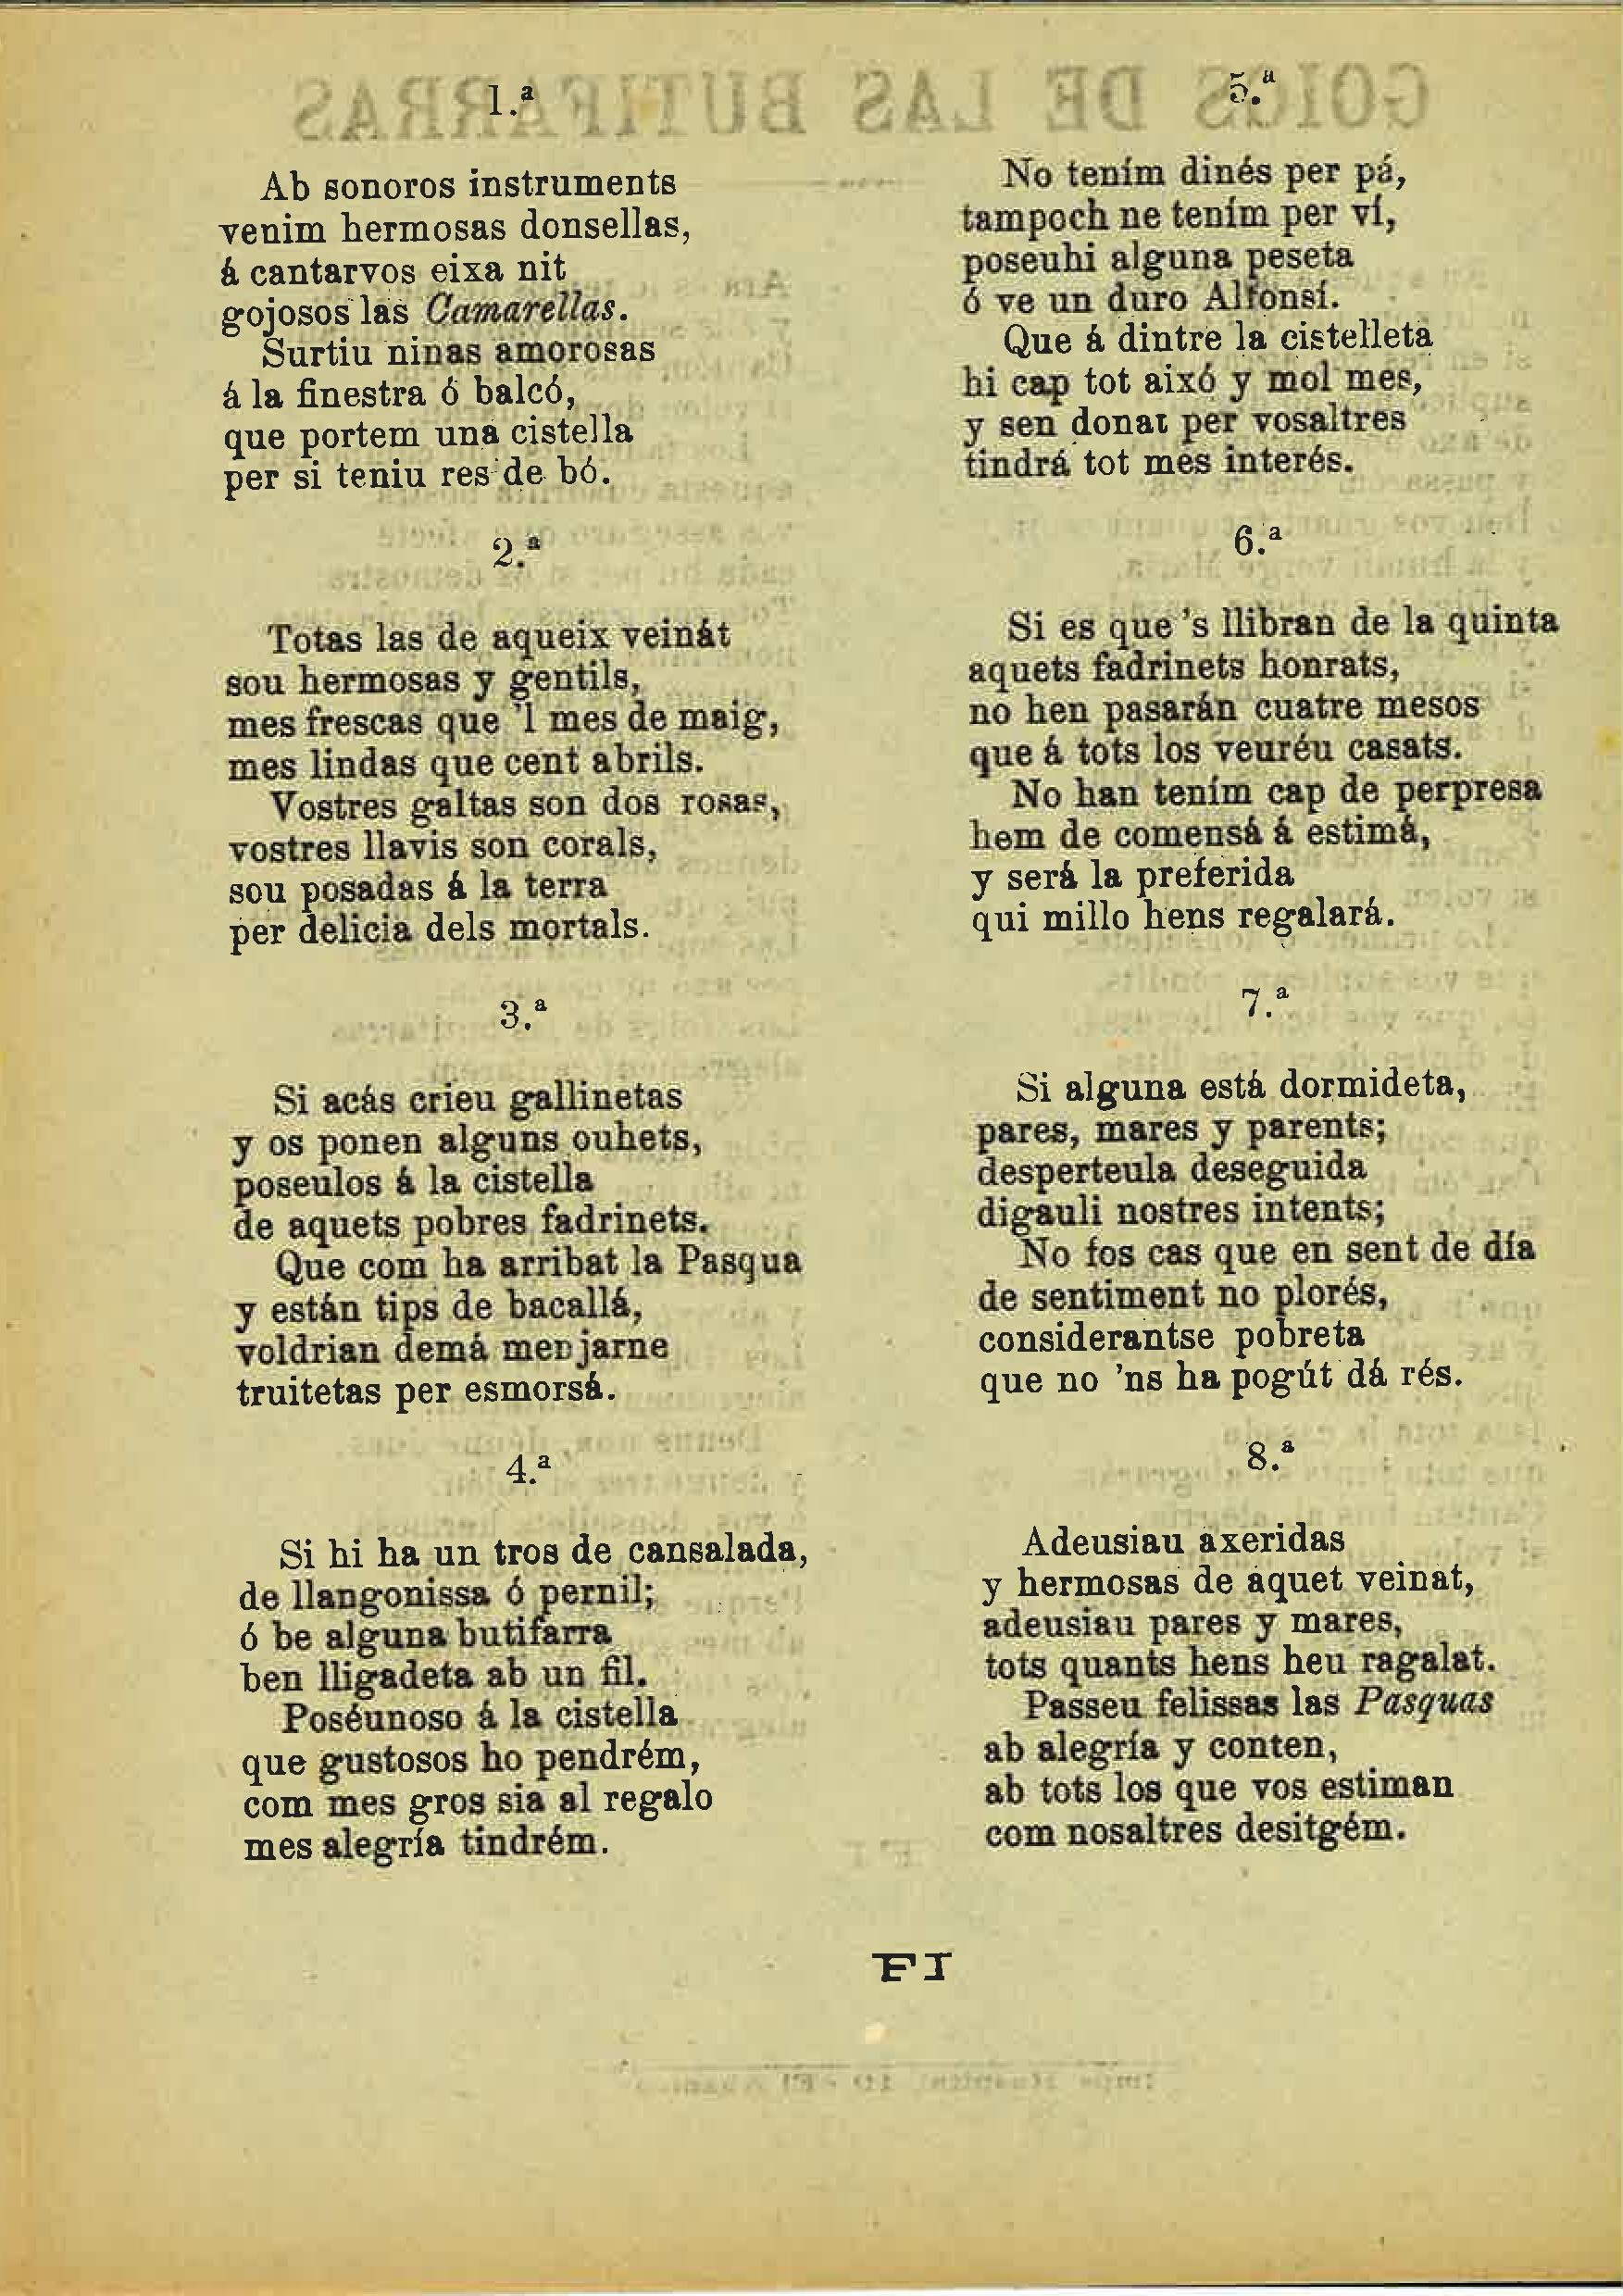 1.ª
Ab sonoros instruments
venim hermosas donsellas,
á cantarvos eixa nit
gojosos las Camarellas.
Surtiu ninas amorosas
á la finestra ó balcó,
que portem una cistella
per si teniu res de bó.
2.ª
Totas las de aqueix veinát
sou hermosas y gentils,
mes frescas que 'l mes de maig,
mes lindas que cent abrils.
Vostres galtas son dos rosas,
vostres llavis son corals,
sou posadas á la terra
per delicia dels mortals.
3.ª
Si acás crieu gallinetas
y os ponen alguns ouhets,
poseulos á la cistella
de aquets pobres fadrinets.
Que com ha arribat la Pasqua
y están tips de bacallá,
voldrian demá menjarne
truitetas per esmorsá.
4.ª
Si hi ha un tros de cansalada,
de llangonissa ó pernil;
ó be alguna butifarra
ben lligadeta ab un fil.
Poséunoso á la cistella
que gustosos ho pendrém,
com mes gros sia al regalo
mes alegría tindrém.
5.ª
No tením dinés per pá,
tampoch ne tením per ví,
poseuhi alguna peseta
ó ve un duro Alfonsí.
Que á dintre la cistelleta
hi cap tot aixó y mol mes,
y sen donat per vosaltres
tindrá tot mes interés.
6.ª
Si es que 's llibran de la quinta
aquets fadrinets honrats,
no hen pasarán cuatre mesos
que á tots los veuréu casats.
No han tením cap de perpresa
hem de comensá á estimá,
y será la preferida
qui millo hens regalará.
7.ª
Si alguna está dormideta,
pares, mares y parents;
desperteula deseguida
digauli nostres intents;
No fos cas que en sent de día
de sentiment no plorés,
considerantse pobreta
que no 'ns ha pogút dá rés.
8.ª
Adeusiau axeridas
y hermosas de aquet veinat,
adeusiau pares y mares,
tots quants hens heu ragalat.
Passeu felissas las Pasquas
ab alegría y conten,
ab tots los que vos estiman
com nosaltres desitgém.
FI